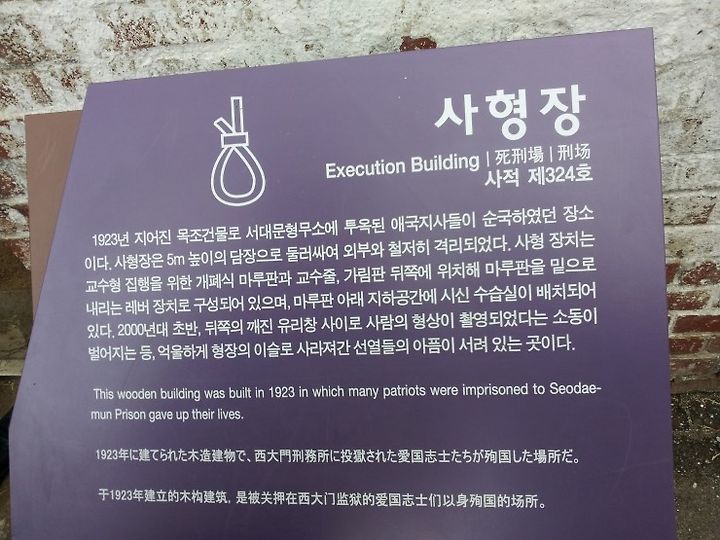 사형장
Execution Building | 死刑場 | 刑场
사적 제324호
1923년 지어진 목조건물로 서대문형무소에 투옥된 애국지사들이 순국하였던 장소
이다. 사형장은 5m 높이의 담장으로 둘러싸여 외부와 철저히 격리되었다. 사형 장치는
교수형 집행을 위한 개폐식 마루판과 교수줄, 가림판 뒤쪽에 위치해 마루판을 밑으로
내리는 레버 장치로 구성되어 있으며, 마루판 아래 지하공간에 시신 수습실이 배치되어
있다. 2000년대 초반, 뒤쪽의 깨진 유리창 사이로 사람의 형상이 촬영되었다는 소동이
벌어지는 등, 억울하게 형장의 이슬로 사라져간 선열들의 아픔이 서려 있는 곳이다.
This wooden building was built in 1923 in which many patriots were imprisoned to Seodae-
mun Prison gave up their lives.
1923年に建てられた木造建物で、西大門刑務所に投獄された愛国志士たちが殉国した場所だ。
于1923年建立的木构建筑, 是被关押在西大门监狱的爱国志士们以身殉国的场所。